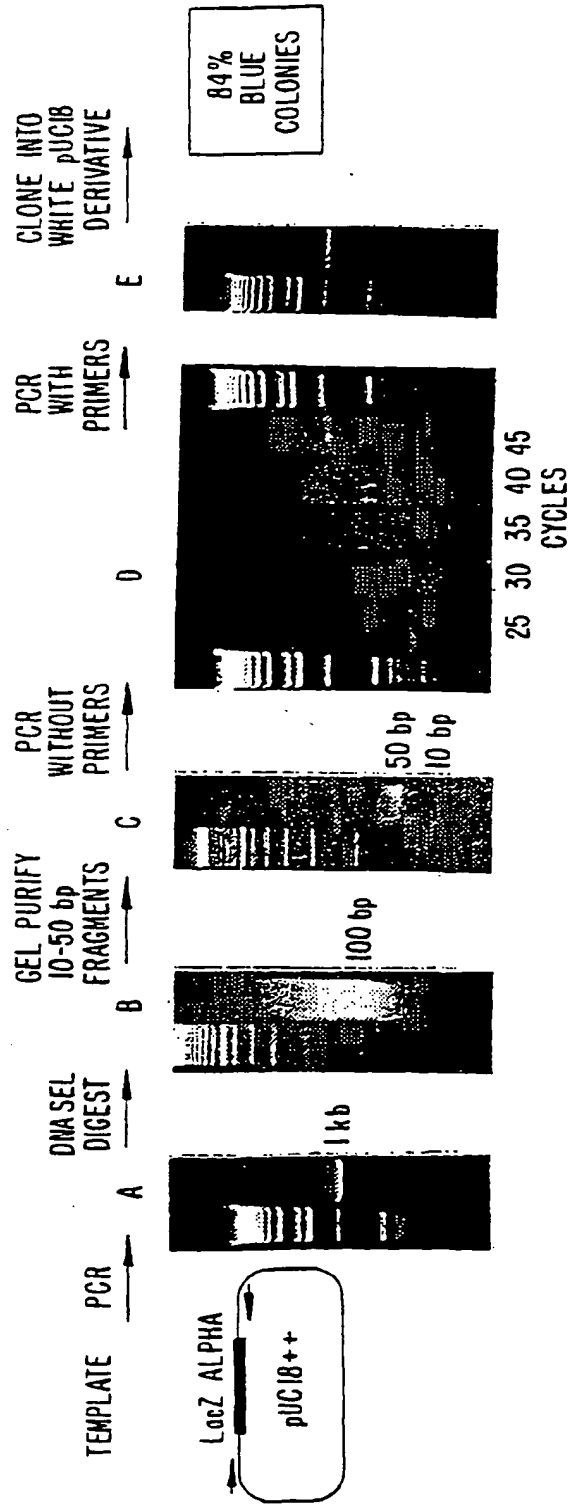 TEMPLATE
PCR
DNASEL
DIGEST
GEL PURIFY
10-50 bp
FRAGMENTS
PCR
WITHOUT
PRIMERS
PCR
WITH
PRIMERS
CLONE INTO
WHITE pUC18
DERIVATIVE
A
B
C
D
E
LacZ ALPHA
pUC18++
1 kb
100 bp
50 bp
10 bp
25 30 35 40 45
CYCLES
84%
BLUE
COLONIES